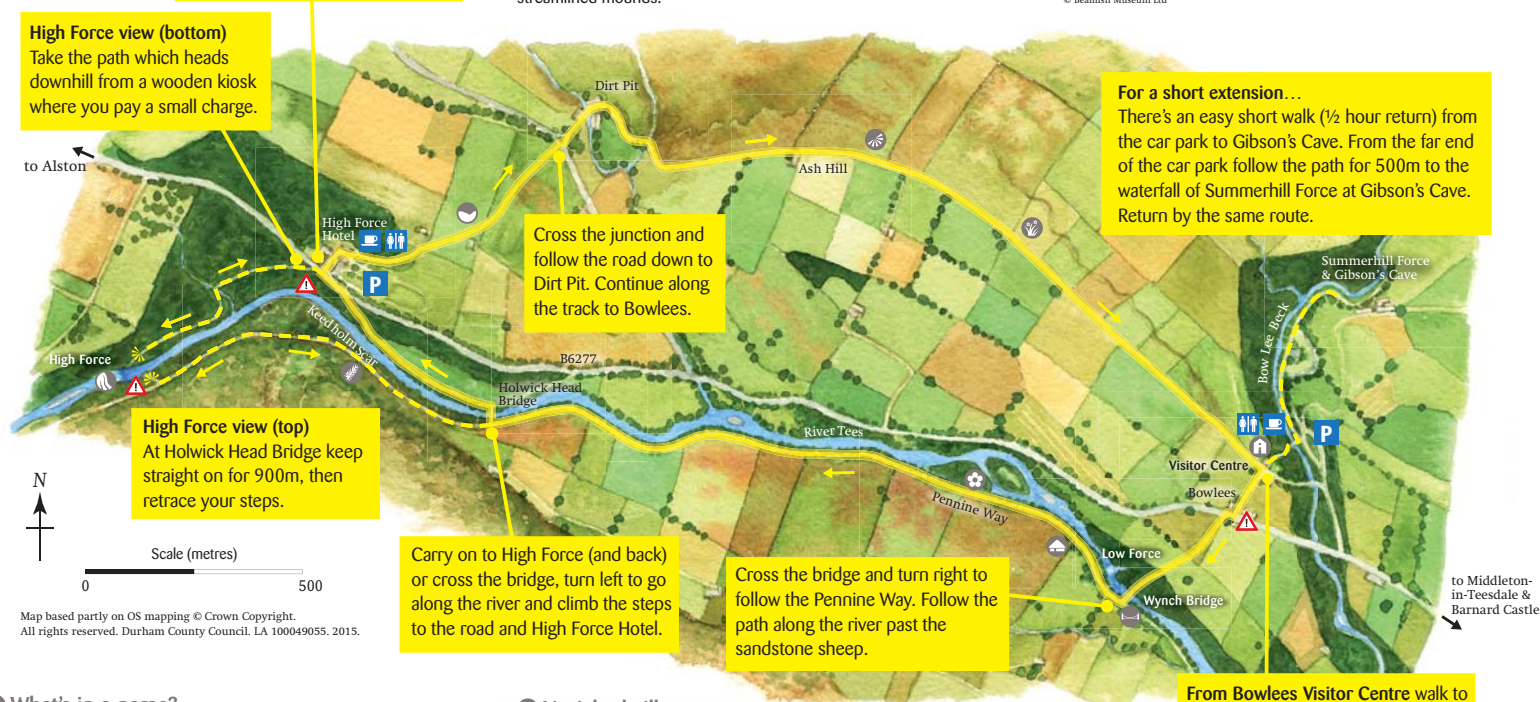 streamlined mounds.
© Beamish Museum Ltd
High Force view (bottom)
Take the path which heads
downhill from a wooden kiosk
where you pay a small charge.
Dirt Pit
For a short extension…
There's an easy short walk (½ hour return) from
the car park to Gibson's Cave. From the far end
of the car park follow the path for 500m to the
waterfall of Summerhill Force at Gibson's Cave.
Return by the same route.
to Alston
Ash Hill
High Force
Hotel
P
Cross the junction and
follow the road down to
Dirt Pit. Continue along
the track to Bowlees.
Summerhill Force
& Gibson's Cave
Bow Lee Beck
Keedholm Scar
High Force
B6277
Holwick Head
Bridge
High Force view (top)
At Holwick Head Bridge keep
straight on for 900m, then
retrace your steps.
River Tees
P
Visitor Centre
Bowlees
Pennine Way
N
Scale (metres)
0 500
Map based partly on OS mapping © Crown Copyright.
All rights reserved. Durham County Council. LA 100049055. 2015.
Carry on to High Force (and back)
or cross the bridge, turn left to go
along the river and climb the steps
to the road and High Force Hotel.
Cross the bridge and turn right to
follow the Pennine Way. Follow the
path along the river past the
sandstone sheep.
Low Force
Wynch Bridge
to Middleton-
in-Teesdale &
Barnard Castle
What's in a name?
From Bowlees Visitor Centre walk to